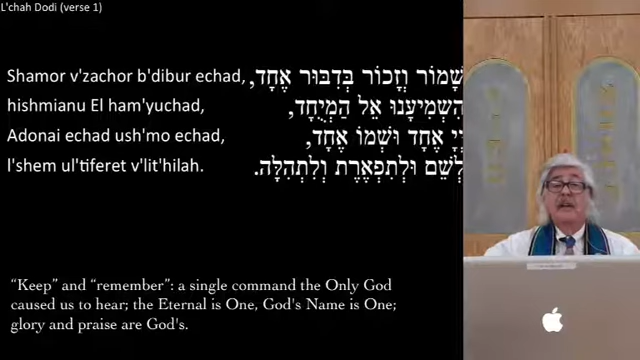 L'chah Dodi (verse 1)
Shamor v'zachor b'dibur echad,
hishmianu El ham'yuchad,
Adonai echad ush'mo echad,
l'shem ul'tiferet v'lit'hilah.
שָׁמוֹר וְזָכוֹר בְּדִבּוּר אֶחָד,
הִשְׁמִיעָנוּ אֵל הַמְיֻחָד,
יְיָ אֶחָד וּשְׁמוֹ אֶחָד,
לְשֵׁם וּלְתִפְאֶרֶת וְלִתְהִלָּה.
"Keep" and "remember": a single command the Only God
caused us to hear; the Eternal is One, God's Name is One;
glory and praise are God's.